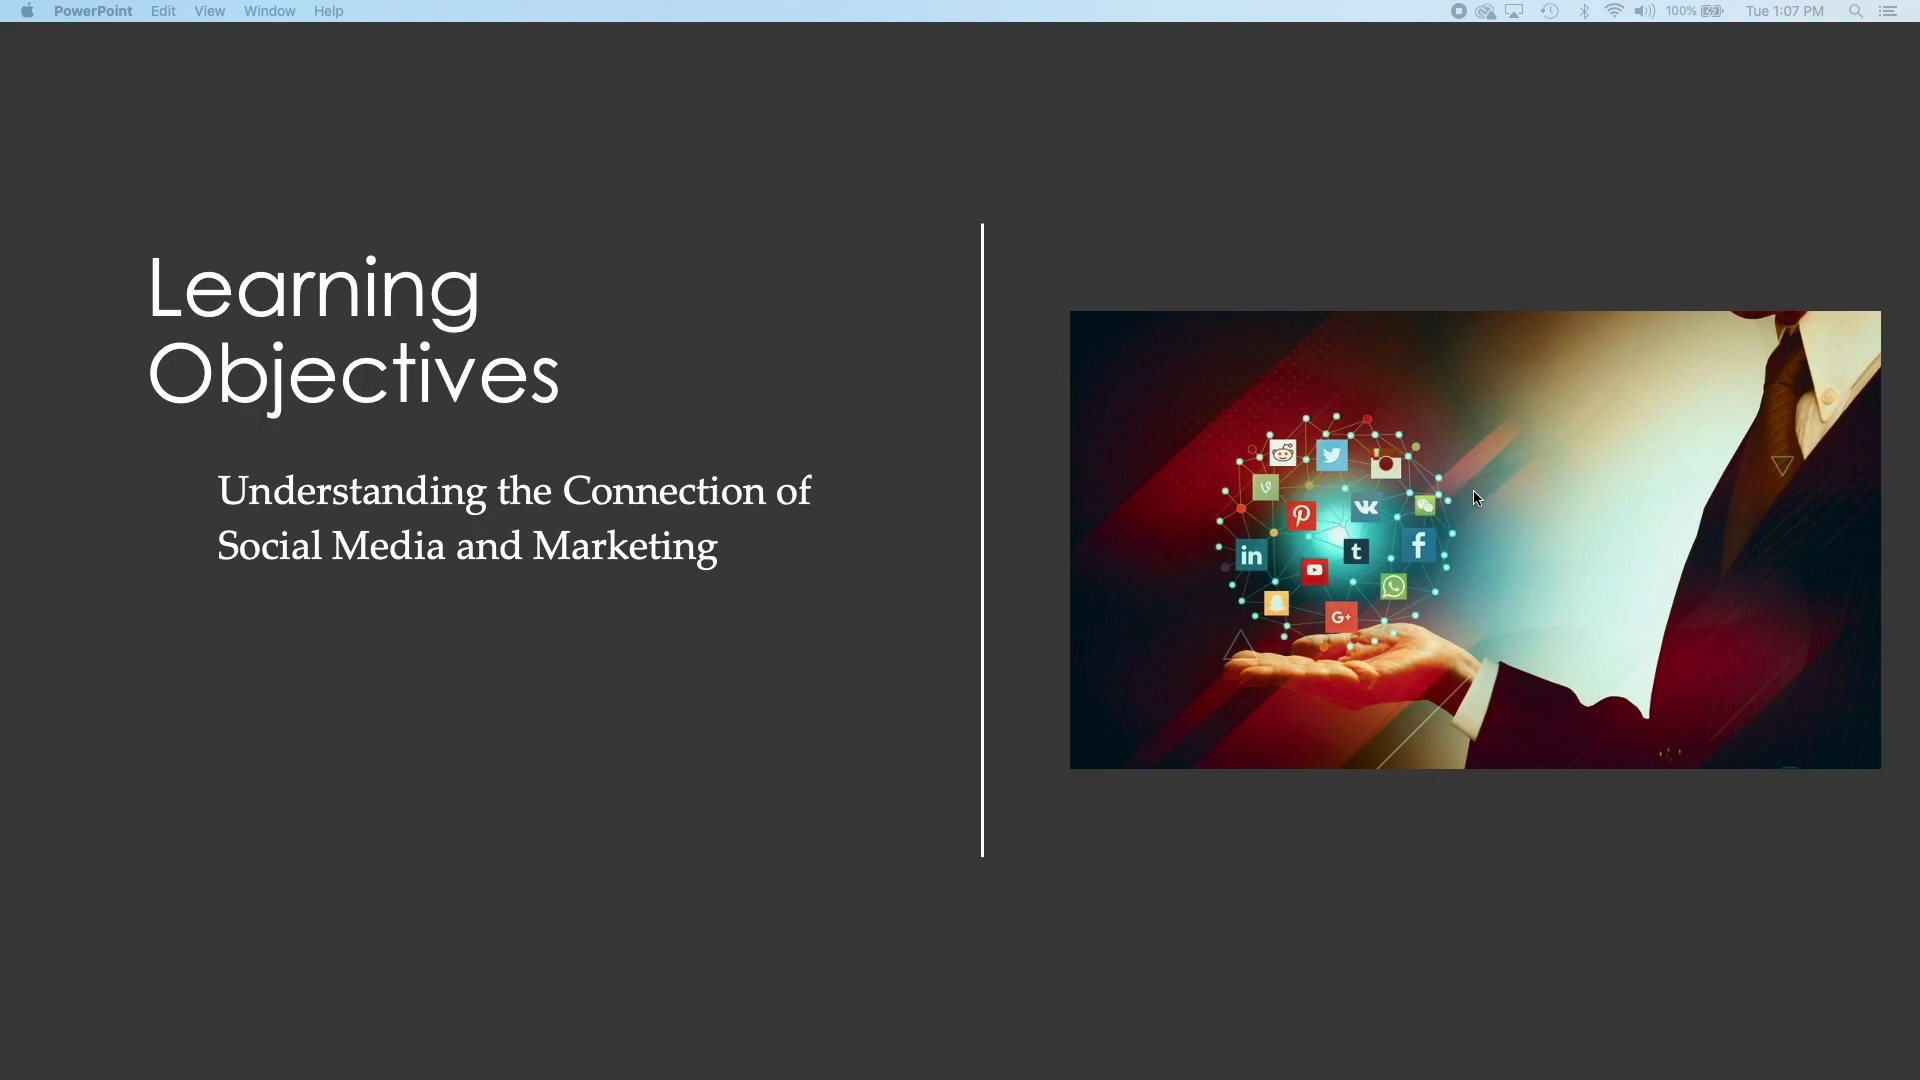 PowerPoint Edit View Window Help 100% Tue 1:07 PM
Learning
Objectives
Understanding the Connection of
Social Media and Marketing
in
t
f
G+